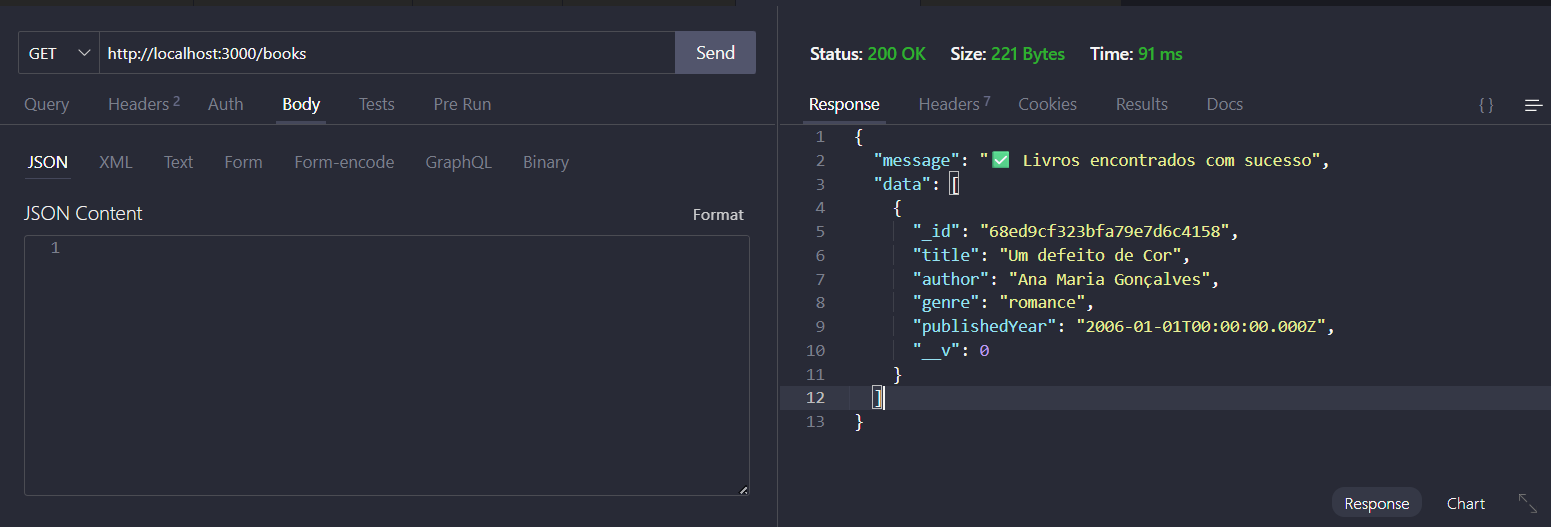 GET http://localhost:3000/books Send
Query Headers 2 Auth Body Tests Pre Run
JSON XML Text Form Form-encode GraphQL Binary
JSON Content Format
1
Status: 200 OK Size: 221 Bytes Time: 91 ms
Response Headers 7 Cookies Results Docs { }
1 {
2 "message": "✅ Livros encontrados com sucesso",
3 "data": [
4 {
5 "_id": "68ed9cf323bfa79e7d6c4158",
6 "title": "Um defeito de Cor",
7 "author": "Ana Maria Gonçalves",
8 "genre": "romance",
9 "publishedYear": "2006-01-01T00:00:00.000Z",
10 "__v": 0
11 }
12 ]
13 }
Response Chart